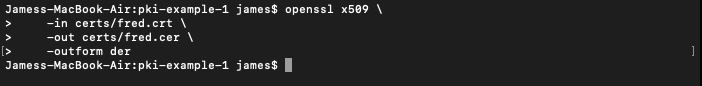 Jamess-MacBook-Air:pki-example-1 james$ openssl x509 \
>     -in certs/fred.crt \
>     -out certs/fred.cer \
[>     -outform der ]
Jamess-MacBook-Air:pki-example-1 james$